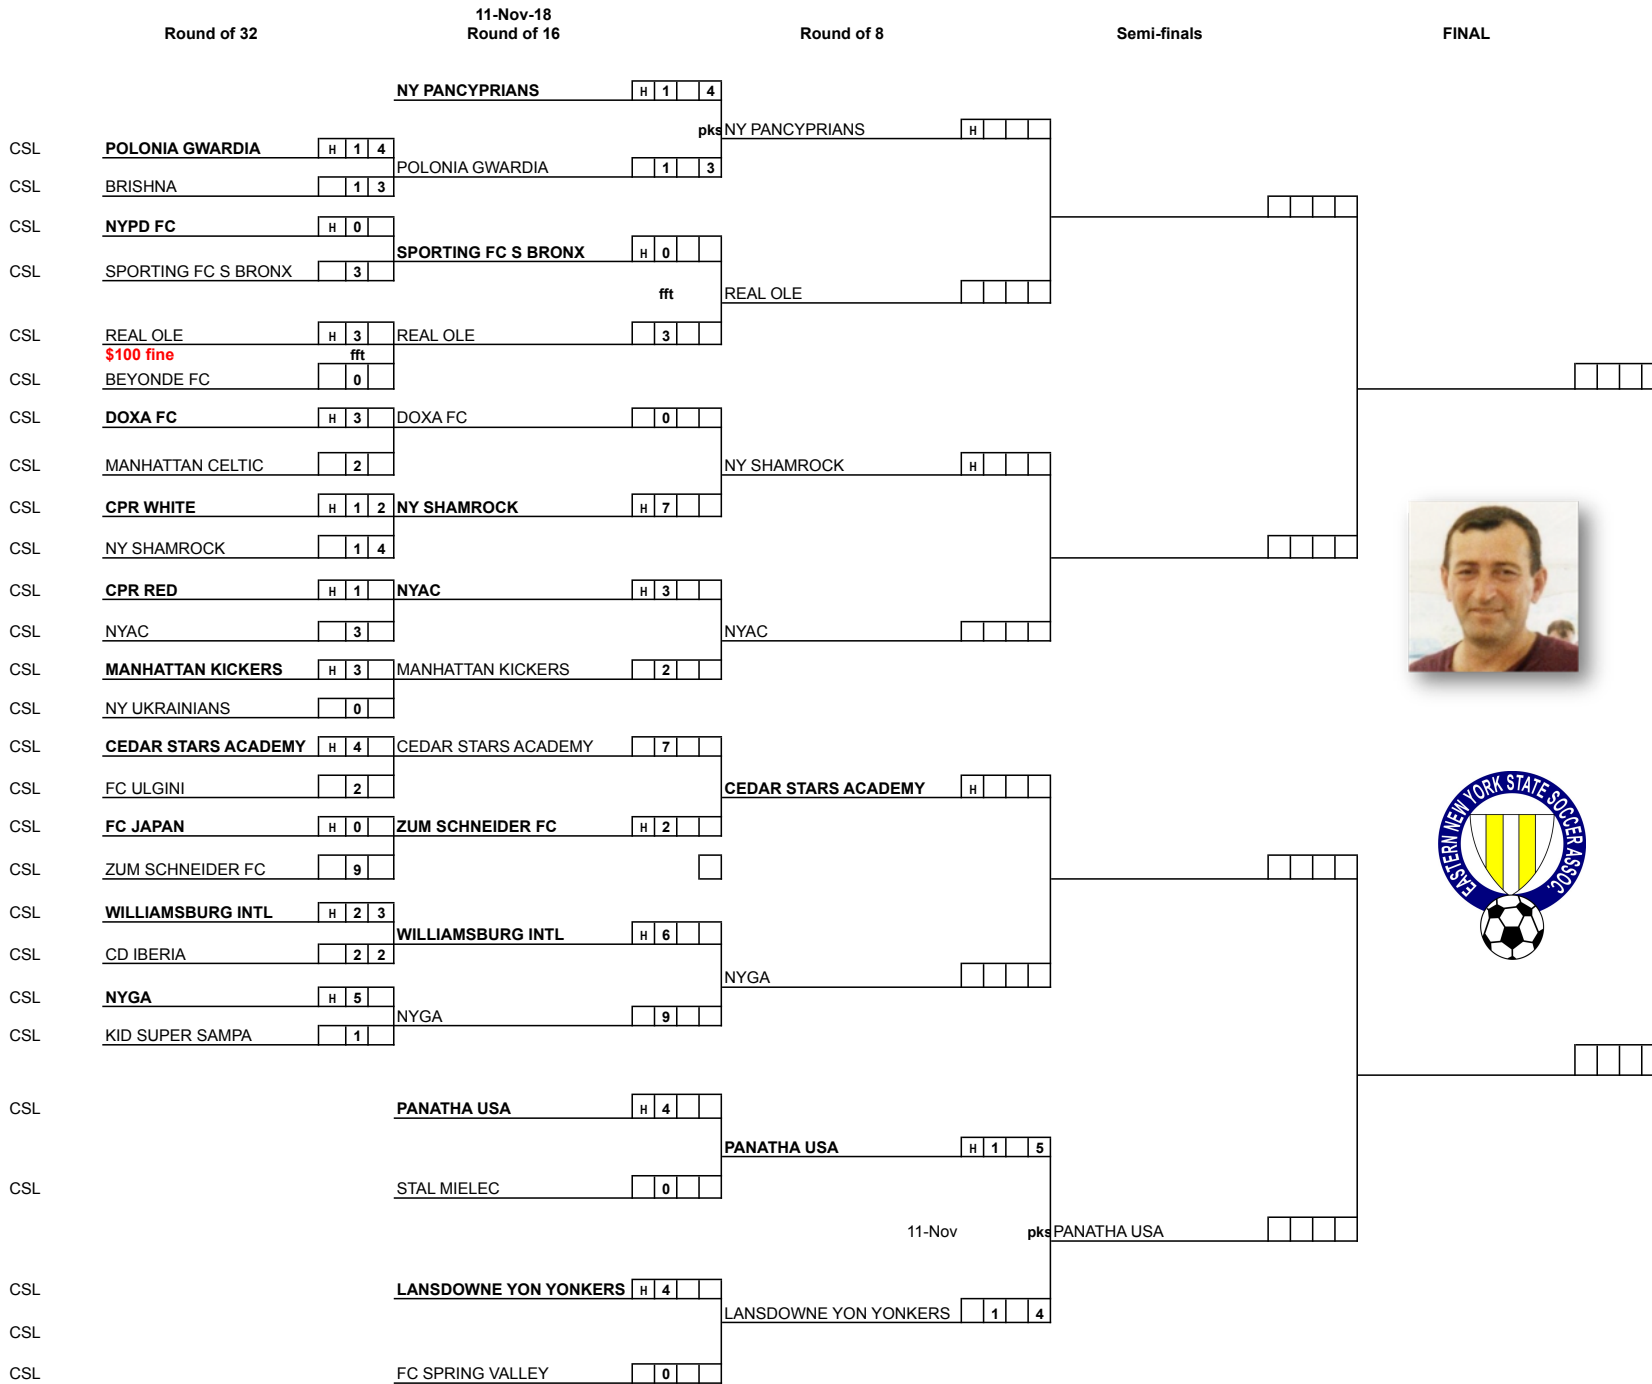 11-Nov-18
Round of 32 Round of 16 Round of 8 Semi-finals FINAL
NY PANCYPRIANS H 1 4
pks NY PANCYPRIANS H
CSL POLONIA GWARDIA H 1 4
POLONIA GWARDIA 1 3
CSL BRISHNA 1 3
CSL NYPD FC H 0
SPORTING FC S BRONX H 0
CSL SPORTING FC S BRONX 3
fft REAL OLE
CSL REAL OLE H 3 REAL OLE 3
$100 fine fft
CSL BEYONDE FC 0
CSL DOXA FC H 3 DOXA FC 0
CSL MANHATTAN CELTIC 2 NY SHAMROCK H
CSL CPR WHITE H 1 2 NY SHAMROCK H 7
CSL NY SHAMROCK 1 4
CSL CPR RED H 1 NYAC H 3
CSL NYAC 3 NYAC
CSL MANHATTAN KICKERS H 3 MANHATTAN KICKERS 2
CSL NY UKRAINIANS 0
CSL CEDAR STARS ACADEMY H 4 CEDAR STARS ACADEMY 7
CSL FC ULGINI 2 CEDAR STARS ACADEMY H
CSL FC JAPAN H 0 ZUM SCHNEIDER FC H 2
CSL ZUM SCHNEIDER FC 9
EASTERN NEW YORK STATE SOCCER ASSOC.
CSL WILLIAMSBURG INTL H 2 3
WILLIAMSBURG INTL H 6
CSL CD IBERIA 2 2
NYGA
CSL NYGA H 5
NYGA 9
CSL KID SUPER SAMPA 1
CSL PANATHA USA H 4
PANATHA USA H 1 5
CSL STAL MIELEC 0
11-Nov pks PANATHA USA
CSL LANSDOWNE YON YONKERS H 4
LANSDOWNE YON YONKERS 1 4
CSL
CSL FC SPRING VALLEY 0